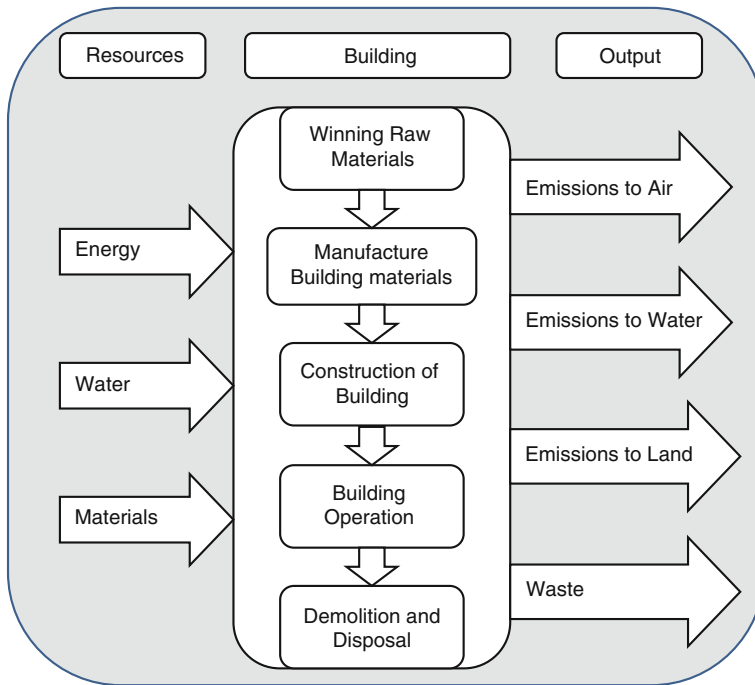 Resources
Building
Output
Winning Raw
Materials
Manufacture
Building materials
Construction of
Building
Building
Operation
Demolition and
Disposal
Energy
Water
Materials
Emissions to Air
Emissions to Water
Emissions to Land
Waste